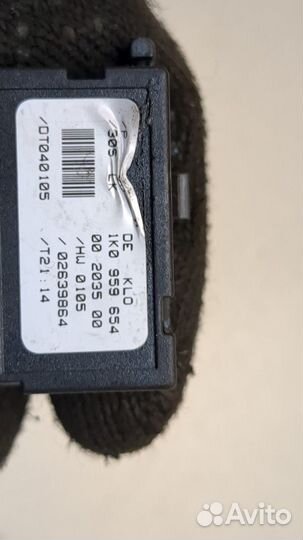 DE KLO
1K0 959 654
00 2035 00
/HW 0105
/ 02639864
/T21:14
/DT040105
Avito